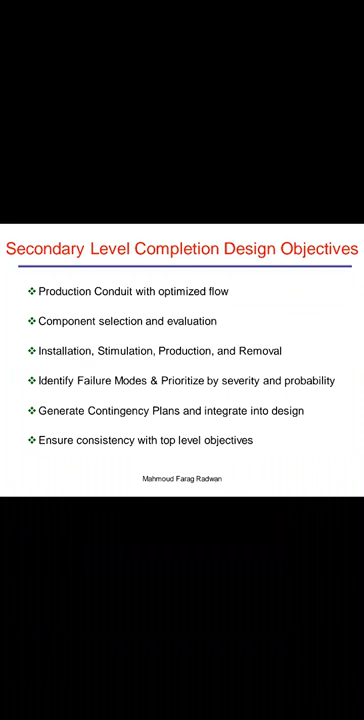 Secondary Level Completion Design Objectives
❖ Production Conduit with optimized flow
❖ Component selection and evaluation
❖ Installation, Stimulation, Production, and Removal
❖ Identify Failure Modes & Prioritize by severity and probability
❖ Generate Contingency Plans and integrate into design
❖ Ensure consistency with top level objectives
Mahmoud Farag Radwan